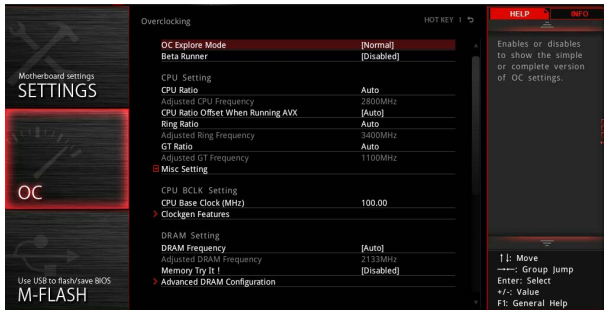 Overclocking
HOT KEY
HELP
INFO
Motherboard settings
SETTINGS
OC
Use USB to flash/save BIOS
M-FLASH
OC Explore Mode [Normal]
Beta Runner [Disabled]
CPU Setting
CPU Ratio Auto
Adjusted CPU Frequency 2800MHz
CPU Ratio Offset When Running AVX [Auto]
Ring Ratio Auto
Adjusted Ring Frequency 3400MHz
GT Ratio Auto
Adjusted GT Frequency 1100MHz
Misc Setting
CPU BCLK Setting
CPU Base Clock (MHz) 100.00
Clockgen Features
DRAM Setting
DRAM Frequency [Auto]
Adjusted DRAM Frequency 2133MHz
Memory Try It ! [Disabled]
Advanced DRAM Configuration
Enables or disables
to show the simple
or complete version
of OC settings.
↑↓: Move
→←: Group Jump
Enter: Select
+/-: Value
F1: General Help